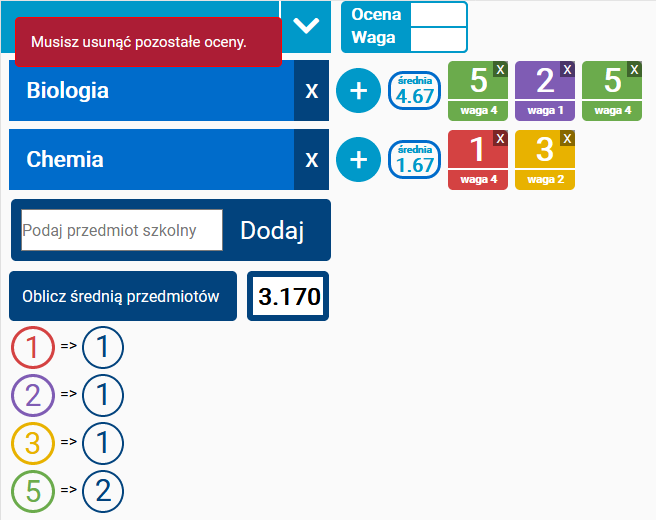 Musisz usunąć pozostałe oceny.
Ocena
Waga
Biologia X + średnia 4.67 5 X waga 4 2 X waga 1 5 X waga 4
Chemia X + średnia 1.67 1 X waga 4 3 X waga 2
Podaj przedmiot szkolny Dodaj
Oblicz średnią przedmiotów 3.170
1 => 1
2 => 1
3 => 1
5 => 2